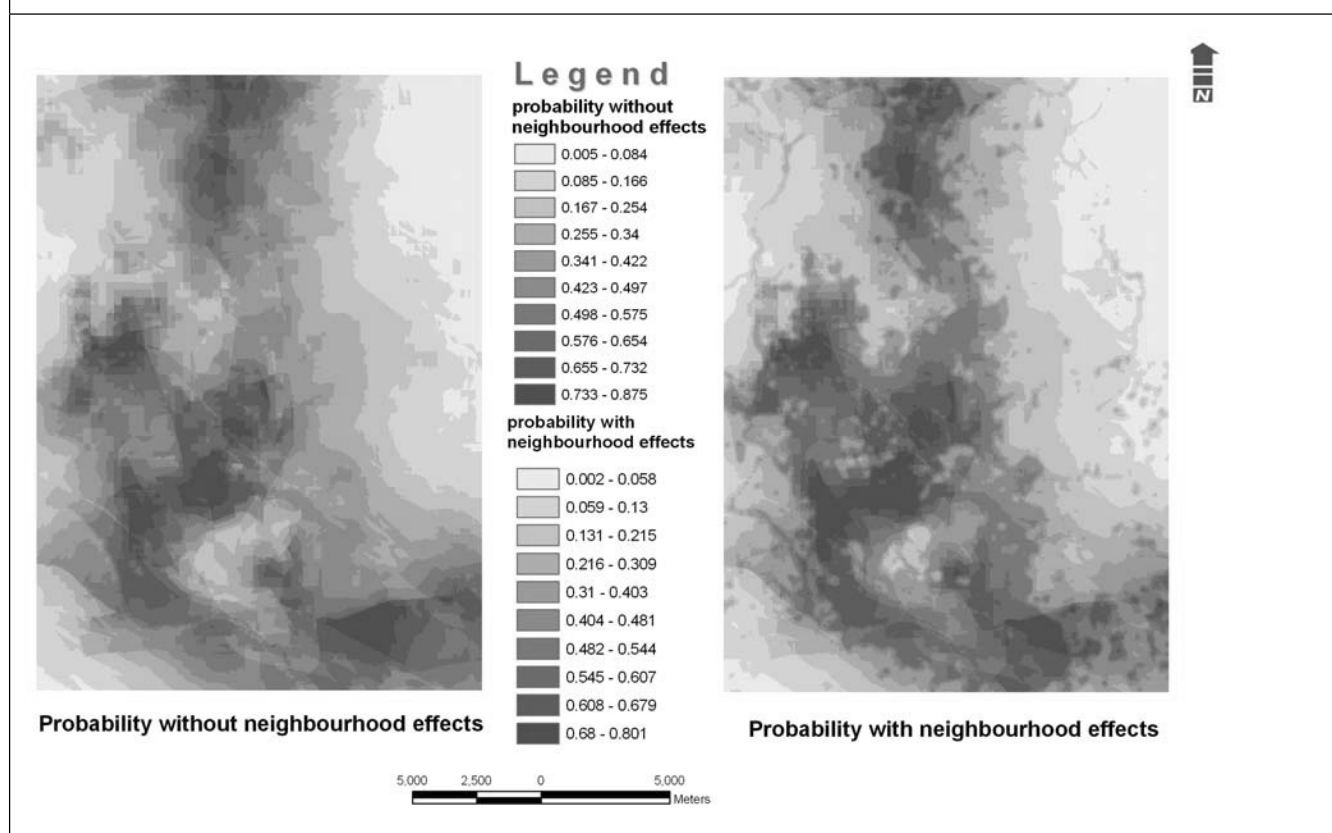 Legend
probability without
neighbourhood effects
0.005 - 0.084
0.085 - 0.166
0.167 - 0.254
0.255 - 0.34
0.341 - 0.422
0.423 - 0.497
0.498 - 0.575
0.576 - 0.654
0.655 - 0.732
0.733 - 0.875
probability with
neighbourhood effects
0.002 - 0.058
0.059 - 0.13
0.131 - 0.215
0.216 - 0.309
0.31 - 0.403
0.404 - 0.481
0.482 - 0.544
0.545 - 0.607
0.608 - 0.679
0.68 - 0.801
N
Probability without neighbourhood effects
Probability with neighbourhood effects
5,000 2,500 0 5,000
Meters